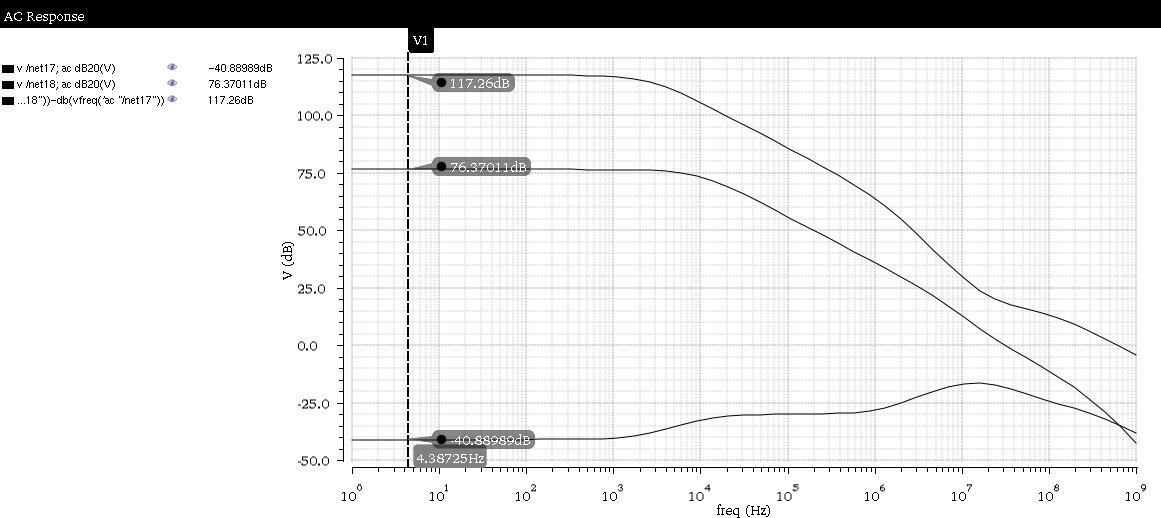 AC Response
V1
v /net17; ac dB20(V) -40.88989dB
v /net18; ac dB20(V) 76.37011dB
...18"))-db(vfreq("ac "/net17")) 117.26dB
125.0
117.26dB
100.0
76.37011dB
75.0
50.0
V (dB)
25.0
0.0
-25.0
-40.88989dB
4.38725Hz
-50.0
10^0 10^1 10^2 10^3 10^4 10^5 10^6 10^7 10^8 10^9
freq (Hz)